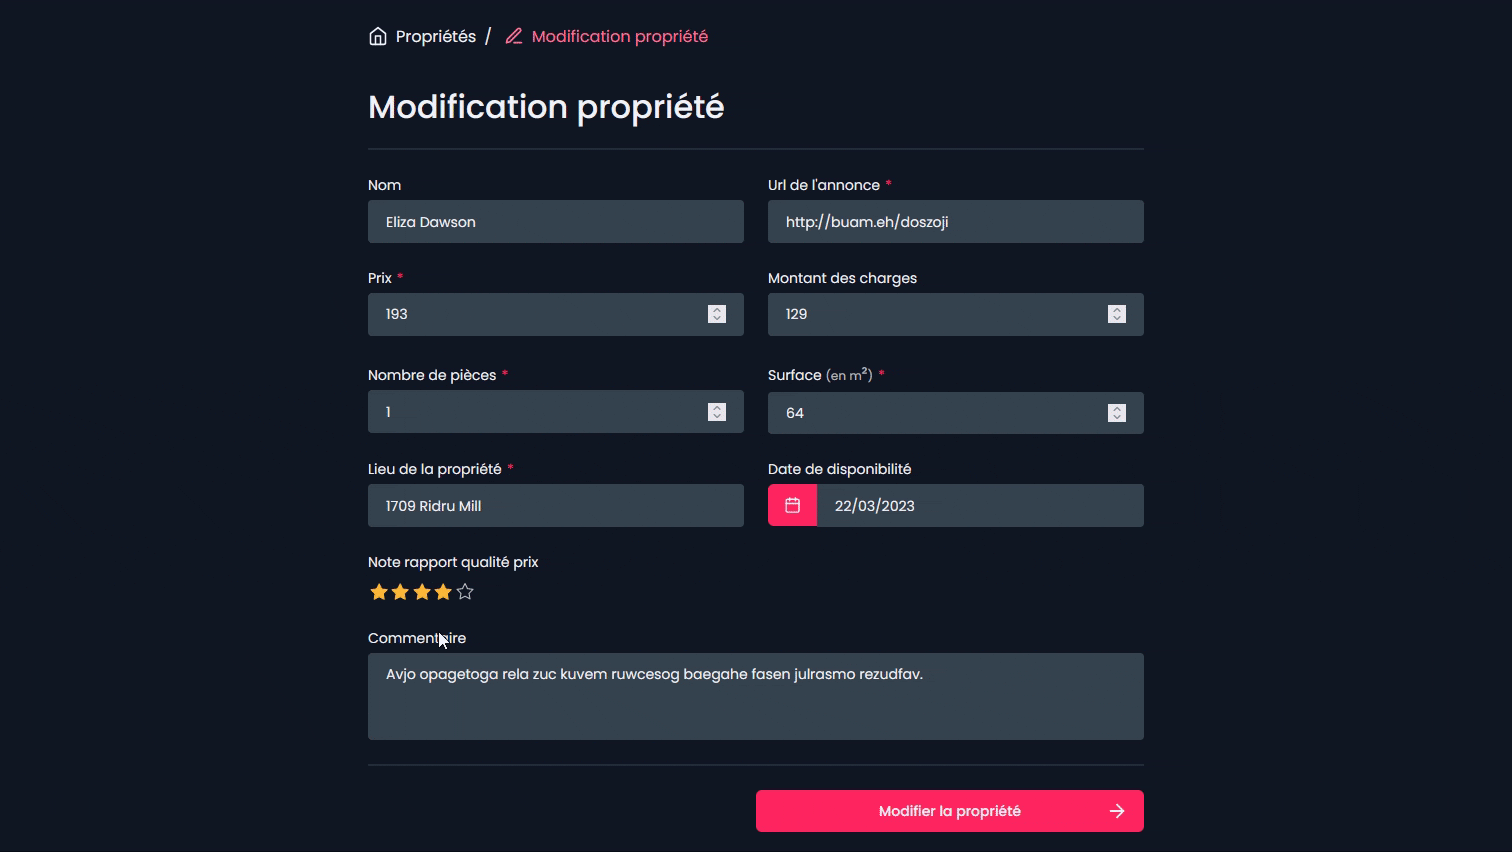 Propriétés / Modification propriété
Modification propriété
Nom
Eliza Dawson
Url de l'annonce *
http://buam.eh/doszoji
Prix *
193
Montant des charges
129
Nombre de pièces *
1
Surface (en m²) *
64
Lieu de la propriété *
1709 Ridru Mill
Date de disponibilité
22/03/2023
Note rapport qualité prix
Commentaire
Avjo opagetoga rela zuc kuvem ruwcesog baegahe fasen julrasmo rezudfav.
Modifier la propriété